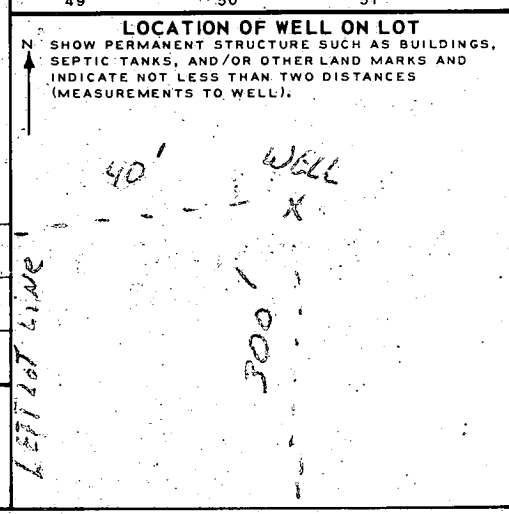 49 50 51
LOCATION OF WELL ON LOT
N SHOW PERMANENT STRUCTURE SUCH AS BUILDINGS,
SEPTIC TANKS, AND/OR OTHER LAND MARKS AND
INDICATE NOT LESS THAN TWO DISTANCES
(MEASUREMENTS TO WELL).
40' WELL
X
LEFT LOT LINE
300'